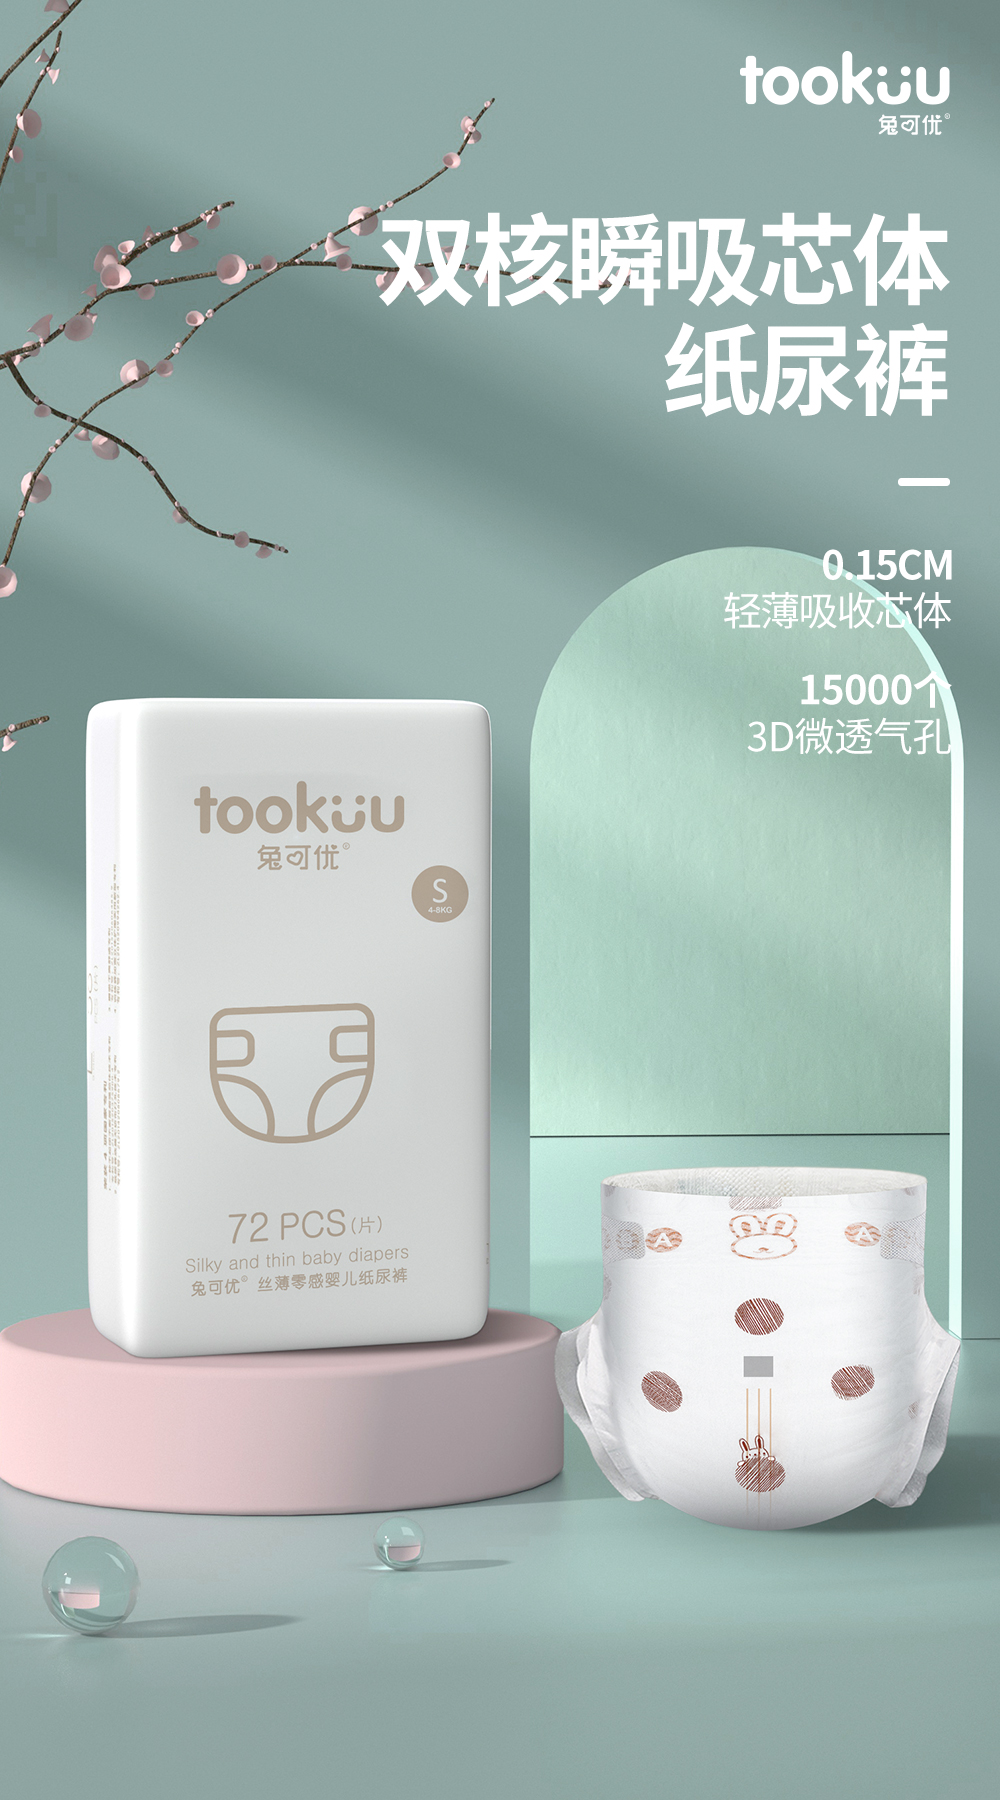 tookuu
兔可优®
双核瞬吸芯体
纸尿裤
0.15CM
轻薄吸收芯体
15000个
3D微透气孔
tookuu
兔可优®
S
4-8KG
72 PCS(片)
Silky and thin baby diapers
兔可优® 丝薄零感婴儿纸尿裤
A
A